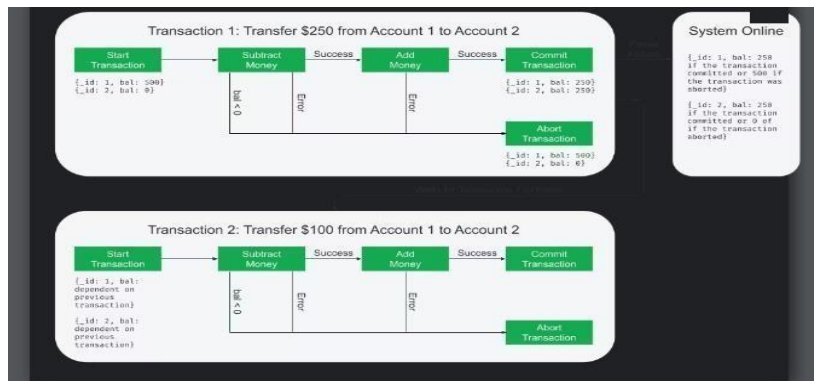 Transaction 1: Transfer $250 from Account 1 to Account 2
Start
Transaction
Subtract
Money
Success
Add
Money
Success
Commit
Transaction
{_id: 1, bal: 500}
{_id: 2, bal: 0}
bal < 0
Error
Error
{_id: 1, bal: 250}
{_id: 2, bal: 250}
Abort
Transaction
{_id: 1, bal: 500}
{_id: 2, bal: 0}
System Online
{_id: 1, bal: 250
if the transaction
committed or 500 if
the transaction was
aborted}
{_id: 2, bal: 250
if the transaction
committed or 0 of
if the transaction
aborted}
Transaction 2: Transfer $100 from Account 1 to Account 2
Start
Transaction
Subtract
Money
Success
Add
Money
Success
Commit
Transaction
{_id: 1, bal:
dependent on
previous
transaction}
{_id: 2, bal:
dependent on
previous
transaction}
bal < 0
Error
Error
Abort
Transaction